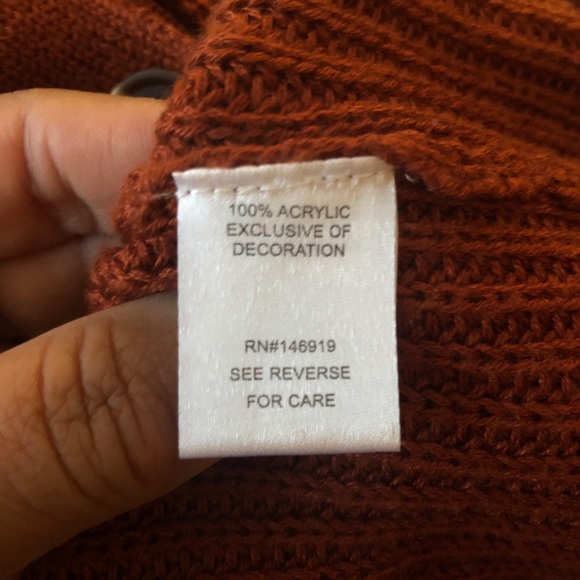 100% ACRYLIC
EXCLUSIVE OF
DECORATION
RN#146919
SEE REVERSE
FOR CARE